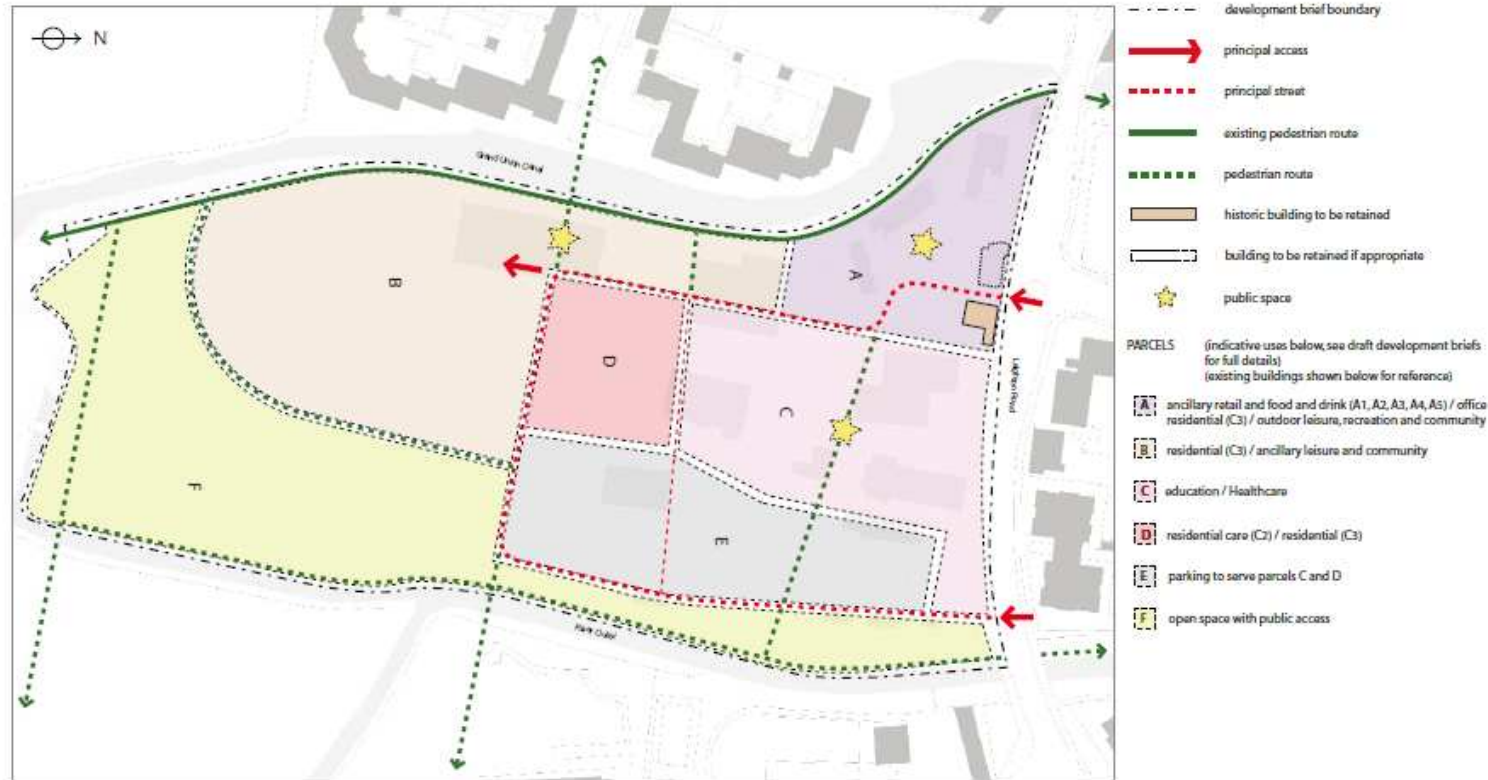 N
Grand Union Canal
B
A
D
C
F
E
Leighton Road
River Ouzel
development brief boundary
principal access
principal street
existing pedestrian route
pedestrian route
historic building to be retained
building to be retained if appropriate
public space
PARCELS (indicative uses below, see draft development briefs
for full details)
(existing buildings shown below for reference)
A ancillary retail and food and drink (A1, A2, A3, A4, A5) / office
residential (C3) / outdoor leisure, recreation and community
B residential (C3) / ancillary leisure and community
C education / Healthcare
D residential care (C2) / residential (C3)
E parking to serve parcels C and D
F open space with public access